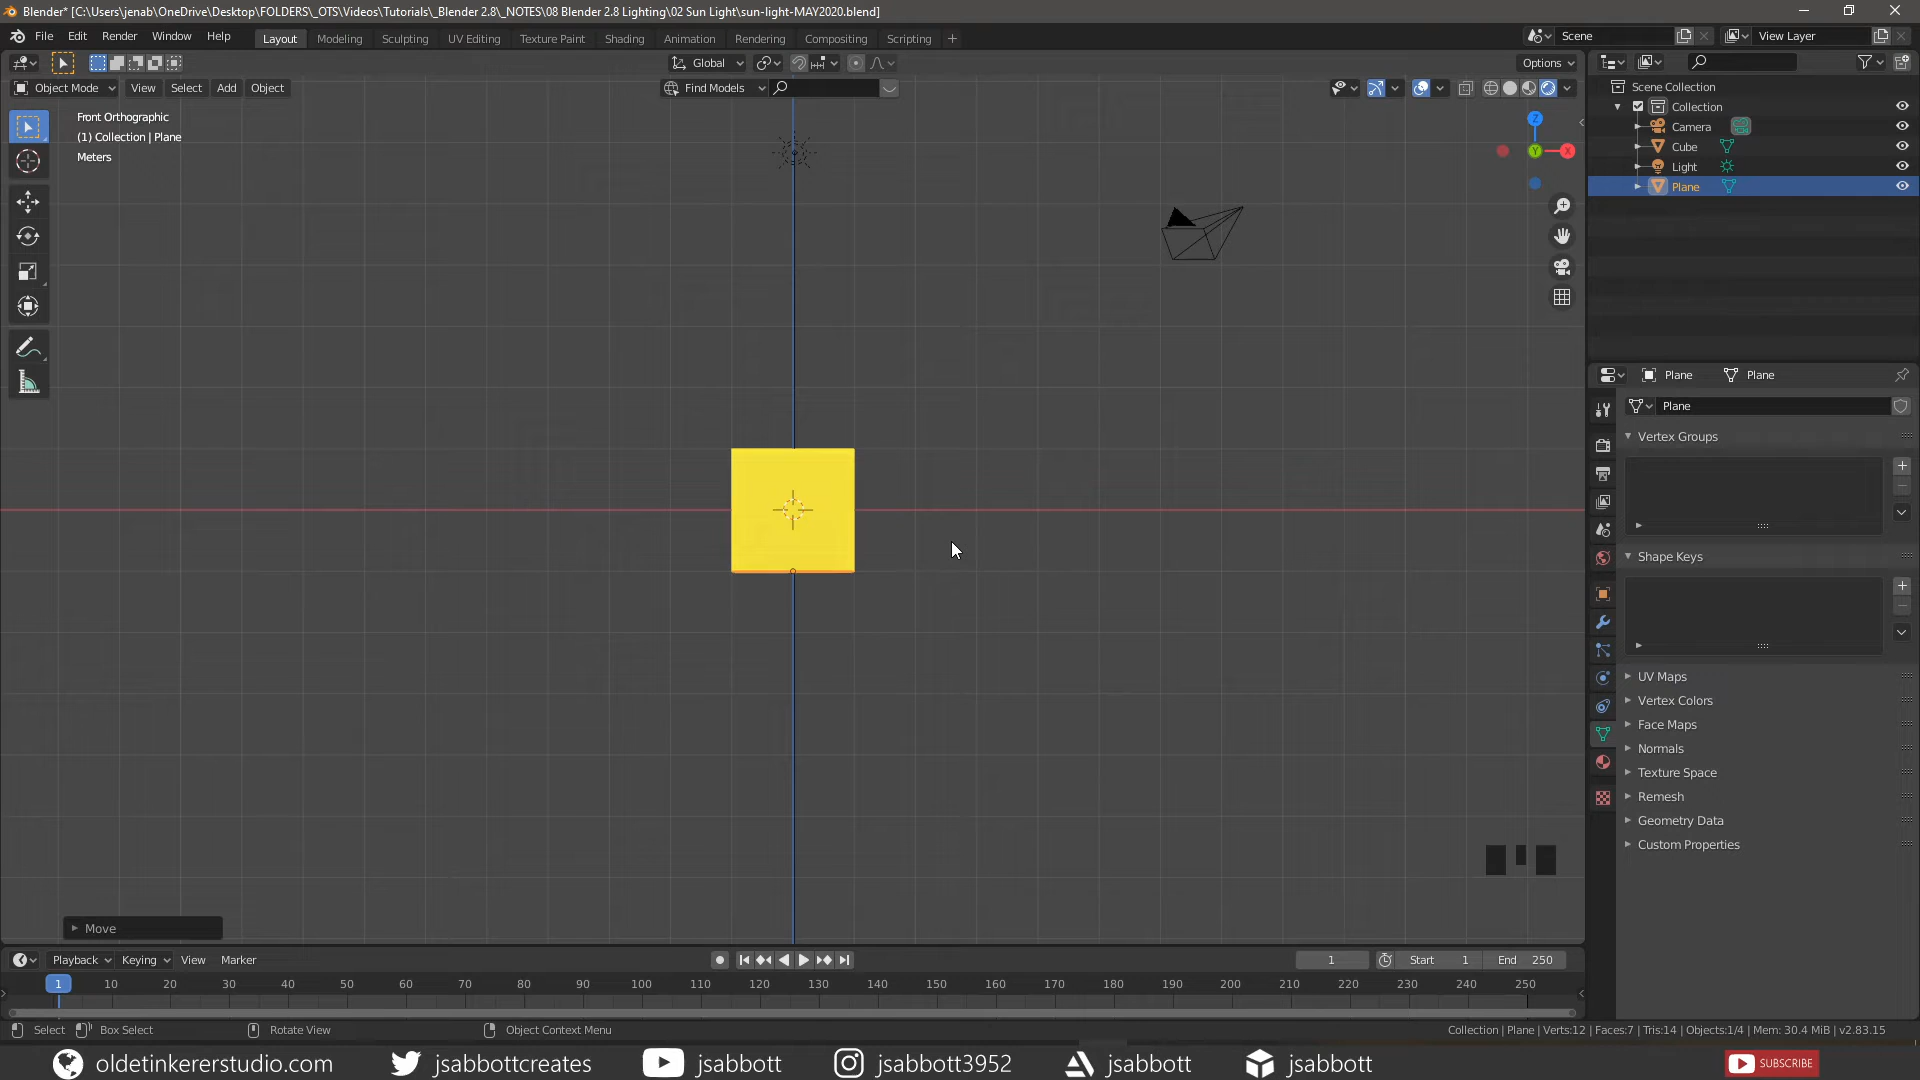 Blender* [C:\Users\jenab\OneDrive\Desktop\FOLDERS\_OTS\Videos\Tutorials\_Blender 2.8\_NOTES\08 Blender 2.8 Lighting\02 Sun Light\sun-light-MAY2020.blend]
File Edit Render Window Help Layout Modeling Sculpting UV Editing Texture Paint Shading Animation Rendering Compositing Scripting + Scene View Layer
Global Options
Object Mode View Select Add Object Find Models
Scene Collection
Collection
Camera
Cube
Light
Plane
Front Orthographic
(1) Collection | Plane
Meters
Z
Y
X
Plane Plane
Plane
Vertex Groups
Shape Keys
UV Maps
Vertex Colors
Face Maps
Normals
Texture Space
Remesh
Geometry Data
Custom Properties
Move
Playback Keying View Marker 1 Start 1 End 250
1 10 20 30 40 50 60 70 80 90 100 110 120 130 140 150 160 170 180 190 200 210 220 230 240 250
Select Box Select Rotate View Object Context Menu Collection | Plane | Verts:12 | Faces:7 | Tris:14 | Objects:1/4 | Mem: 30.4 MiB | v2.83.15
oldetinkererstudio.com jsabbottcreates jsabbott jsabbott3952 jsabbott jsabbott SUBSCRIBE